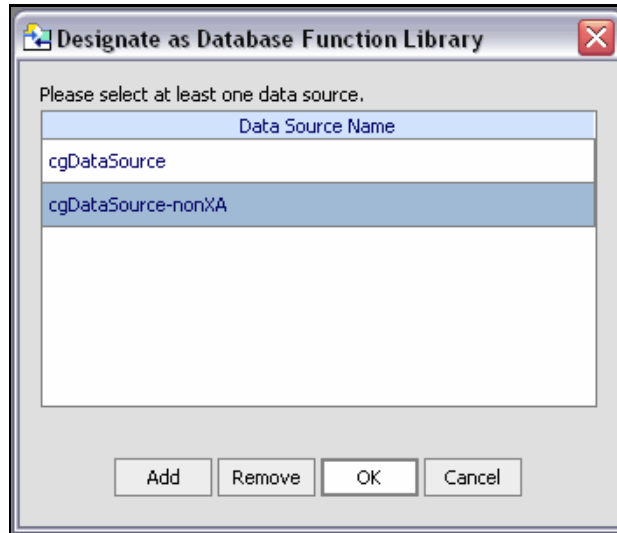 Designate as Database Function Library
Please select at least one data source.
Data Source Name
cgDataSource
cgDataSource-nonXA
Add Remove OK Cancel